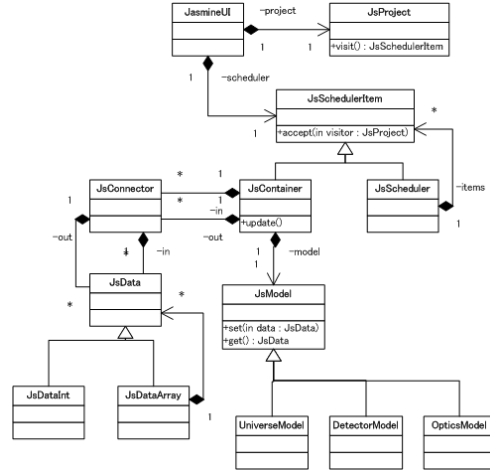 JasmineUI
-project
JsProject
1
1
+visit() : JsSchedulerItem
1
-scheduler
JsSchedulerItem
*
1
+accept(in visitor : JsProject)
JsConnector
*
1
JsContainer
JsScheduler
-items
1
*
1
-in
+update()
1
-out
-in
-out
1
-model
1
JsData
*
*
JsModel
+set(in data : JsData)
+get() : JsData
JsDataInt
JsDataArray
1
UniverseModel
DetectorModel
OpticsModel